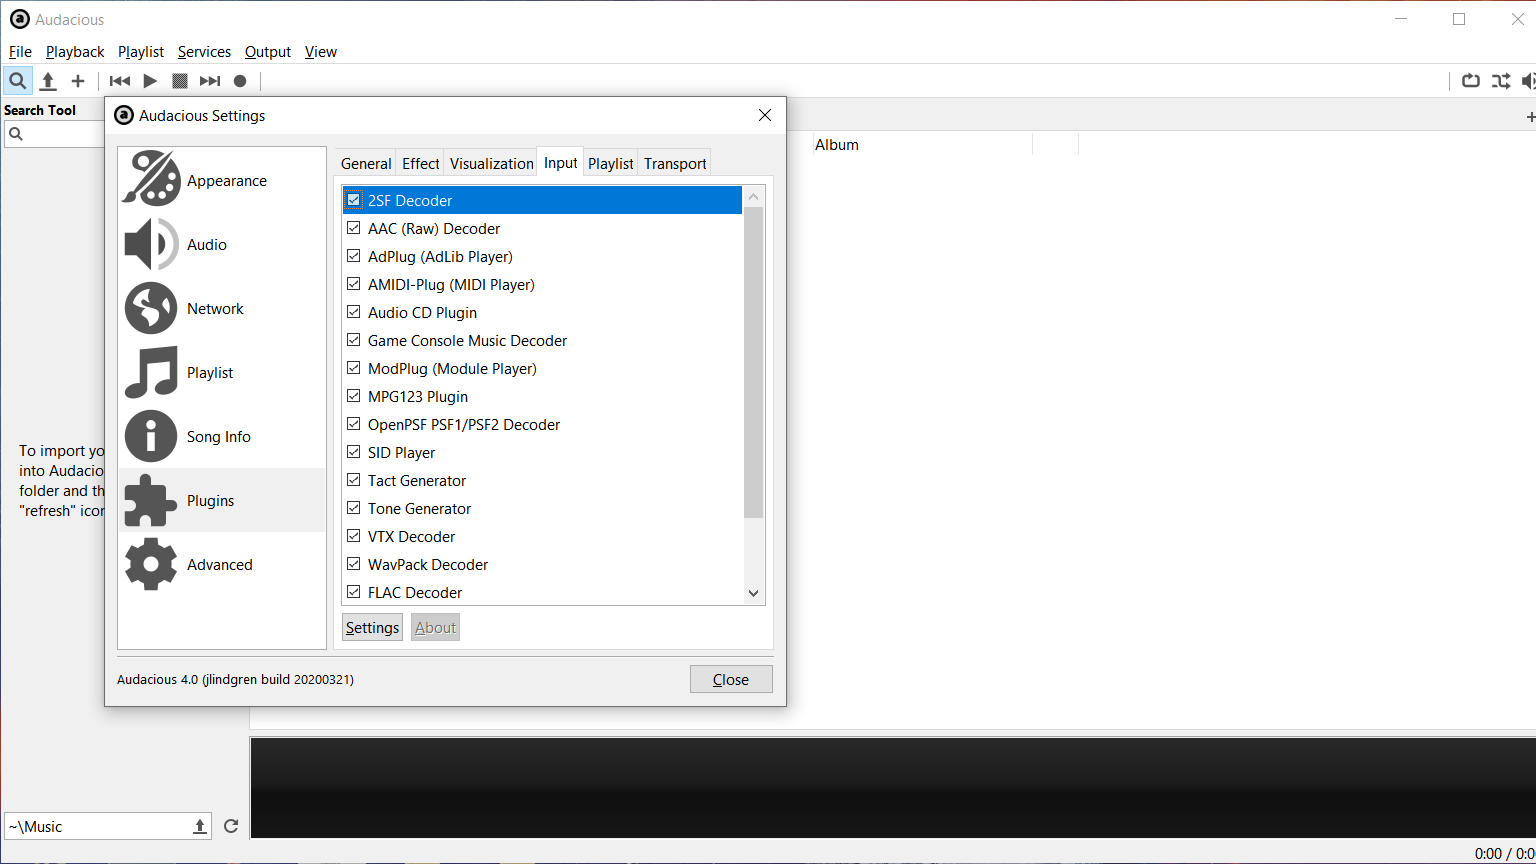 Audacious
File Playback Playlist Services Output View
Search Tool
Audacious Settings
Album
Appearance
Audio
Network
Playlist
Song Info
Plugins
Advanced
General Effect Visualization Input Playlist Transport
2SF Decoder
AAC (Raw) Decoder
AdPlug (AdLib Player)
AMIDI-Plug (MIDI Player)
Audio CD Plugin
Game Console Music Decoder
ModPlug (Module Player)
MPG123 Plugin
OpenPSF PSF1/PSF2 Decoder
SID Player
Tact Generator
Tone Generator
VTX Decoder
WavPack Decoder
FLAC Decoder
Settings About
Audacious 4.0 (jlindgren build 20200321)
Close
To import yo
into Audacio
folder and th
"refresh" icor
~\Music
0:00 / 0:0